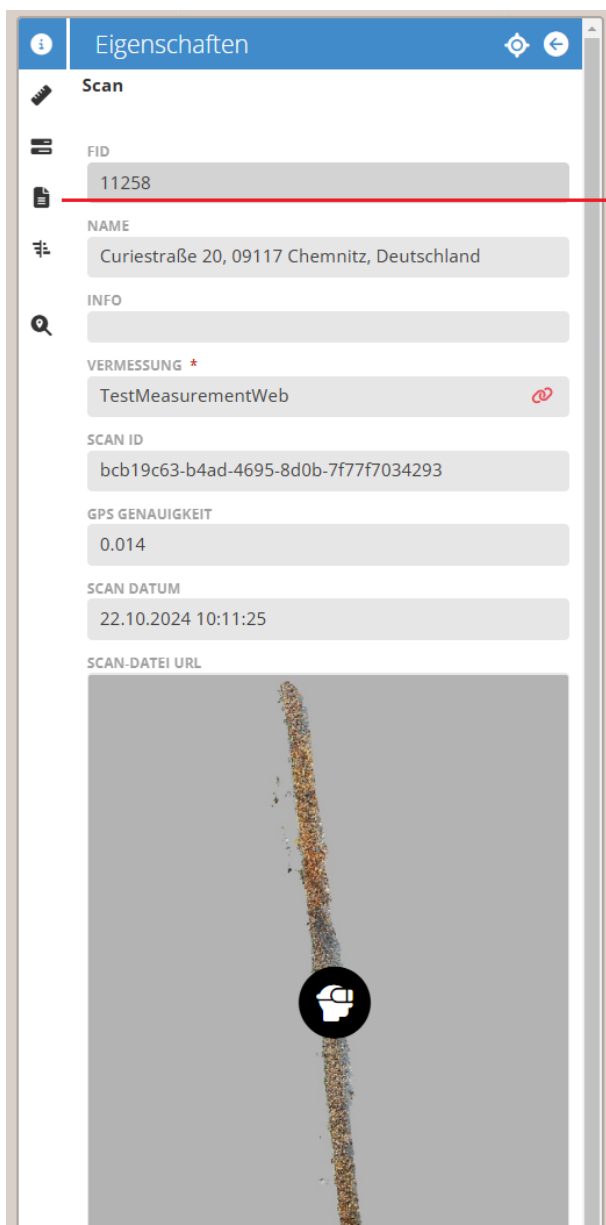 Eigenschaften
Scan
FID
11258
NAME
Curiestraße 20, 09117 Chemnitz, Deutschland
INFO
VERMESSUNG *
TestMeasurementWeb
SCAN ID
bcb19c63-b4ad-4695-8d0b-7f77f7034293
GPS GENAUIGKEIT
0.014
SCAN DATUM
22.10.2024 10:11:25
SCAN-DATEI URL